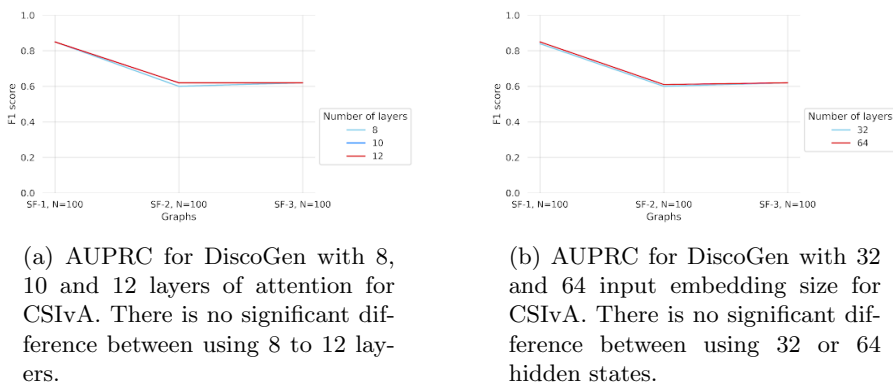 1.0
0.8
0.6
0.4
0.2
0.0
F1 score
SF-1, N=100
SF-2, N=100
SF-3, N=100
Graphs
Number of layers
8
10
12
(a) AUPRC for DiscoGen with 8,
10 and 12 layers of attention for
CSIvA. There is no significant dif-
ference between using 8 to 12 lay-
ers.
1.0
0.8
0.6
0.4
0.2
0.0
F1 score
SF-1, N=100
SF-2, N=100
SF-3, N=100
Graphs
Number of layers
32
64
(b) AUPRC for DiscoGen with 32
and 64 input embedding size for
CSIvA. There is no significant dif-
ference between using 32 or 64
hidden states.